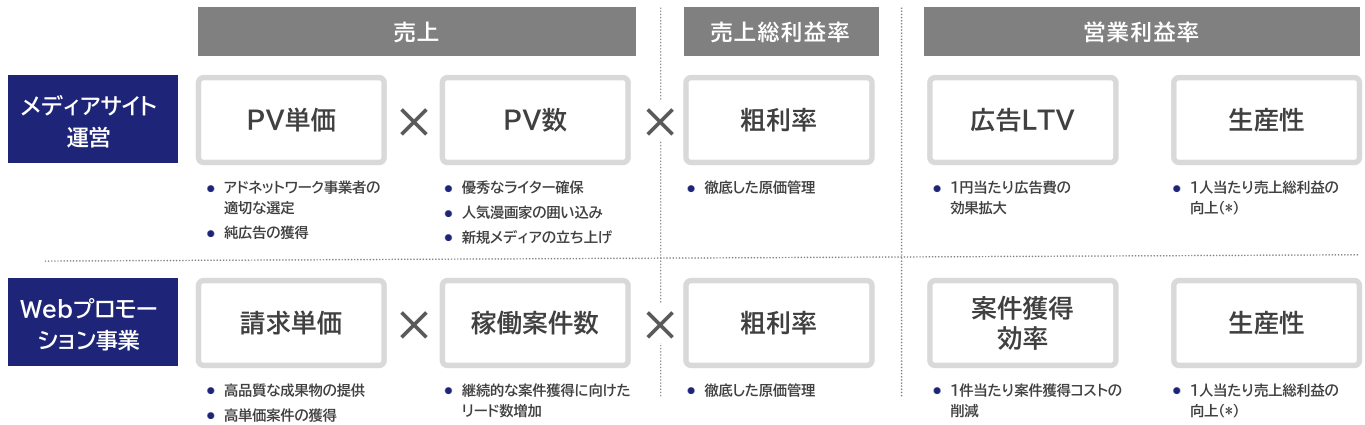 売上
売上総利益率
営業利益率
メディアサイト
運営
PV単価
×
PV数
×
粗利率
広告LTV
生産性
● アドネットワーク事業者の
適切な選定
● 純広告の獲得
● 優秀なライター確保
● 人気漫画家の囲い込み
● 新規メディアの立ち上げ
● 徹底した原価管理
● 1円当たり広告費の
効果拡大
● 1人当たり売上総利益の
向上(*)
Webプロモー
ション事業
請求単価
×
稼働案件数
×
粗利率
案件獲得
効率
生産性
● 高品質な成果物の提供
● 高単価案件の獲得
● 継続的な案件獲得に向けた
リード数増加
● 徹底した原価管理
● 1件当たり案件獲得コストの
削減
● 1人当たり売上総利益の
向上(*)